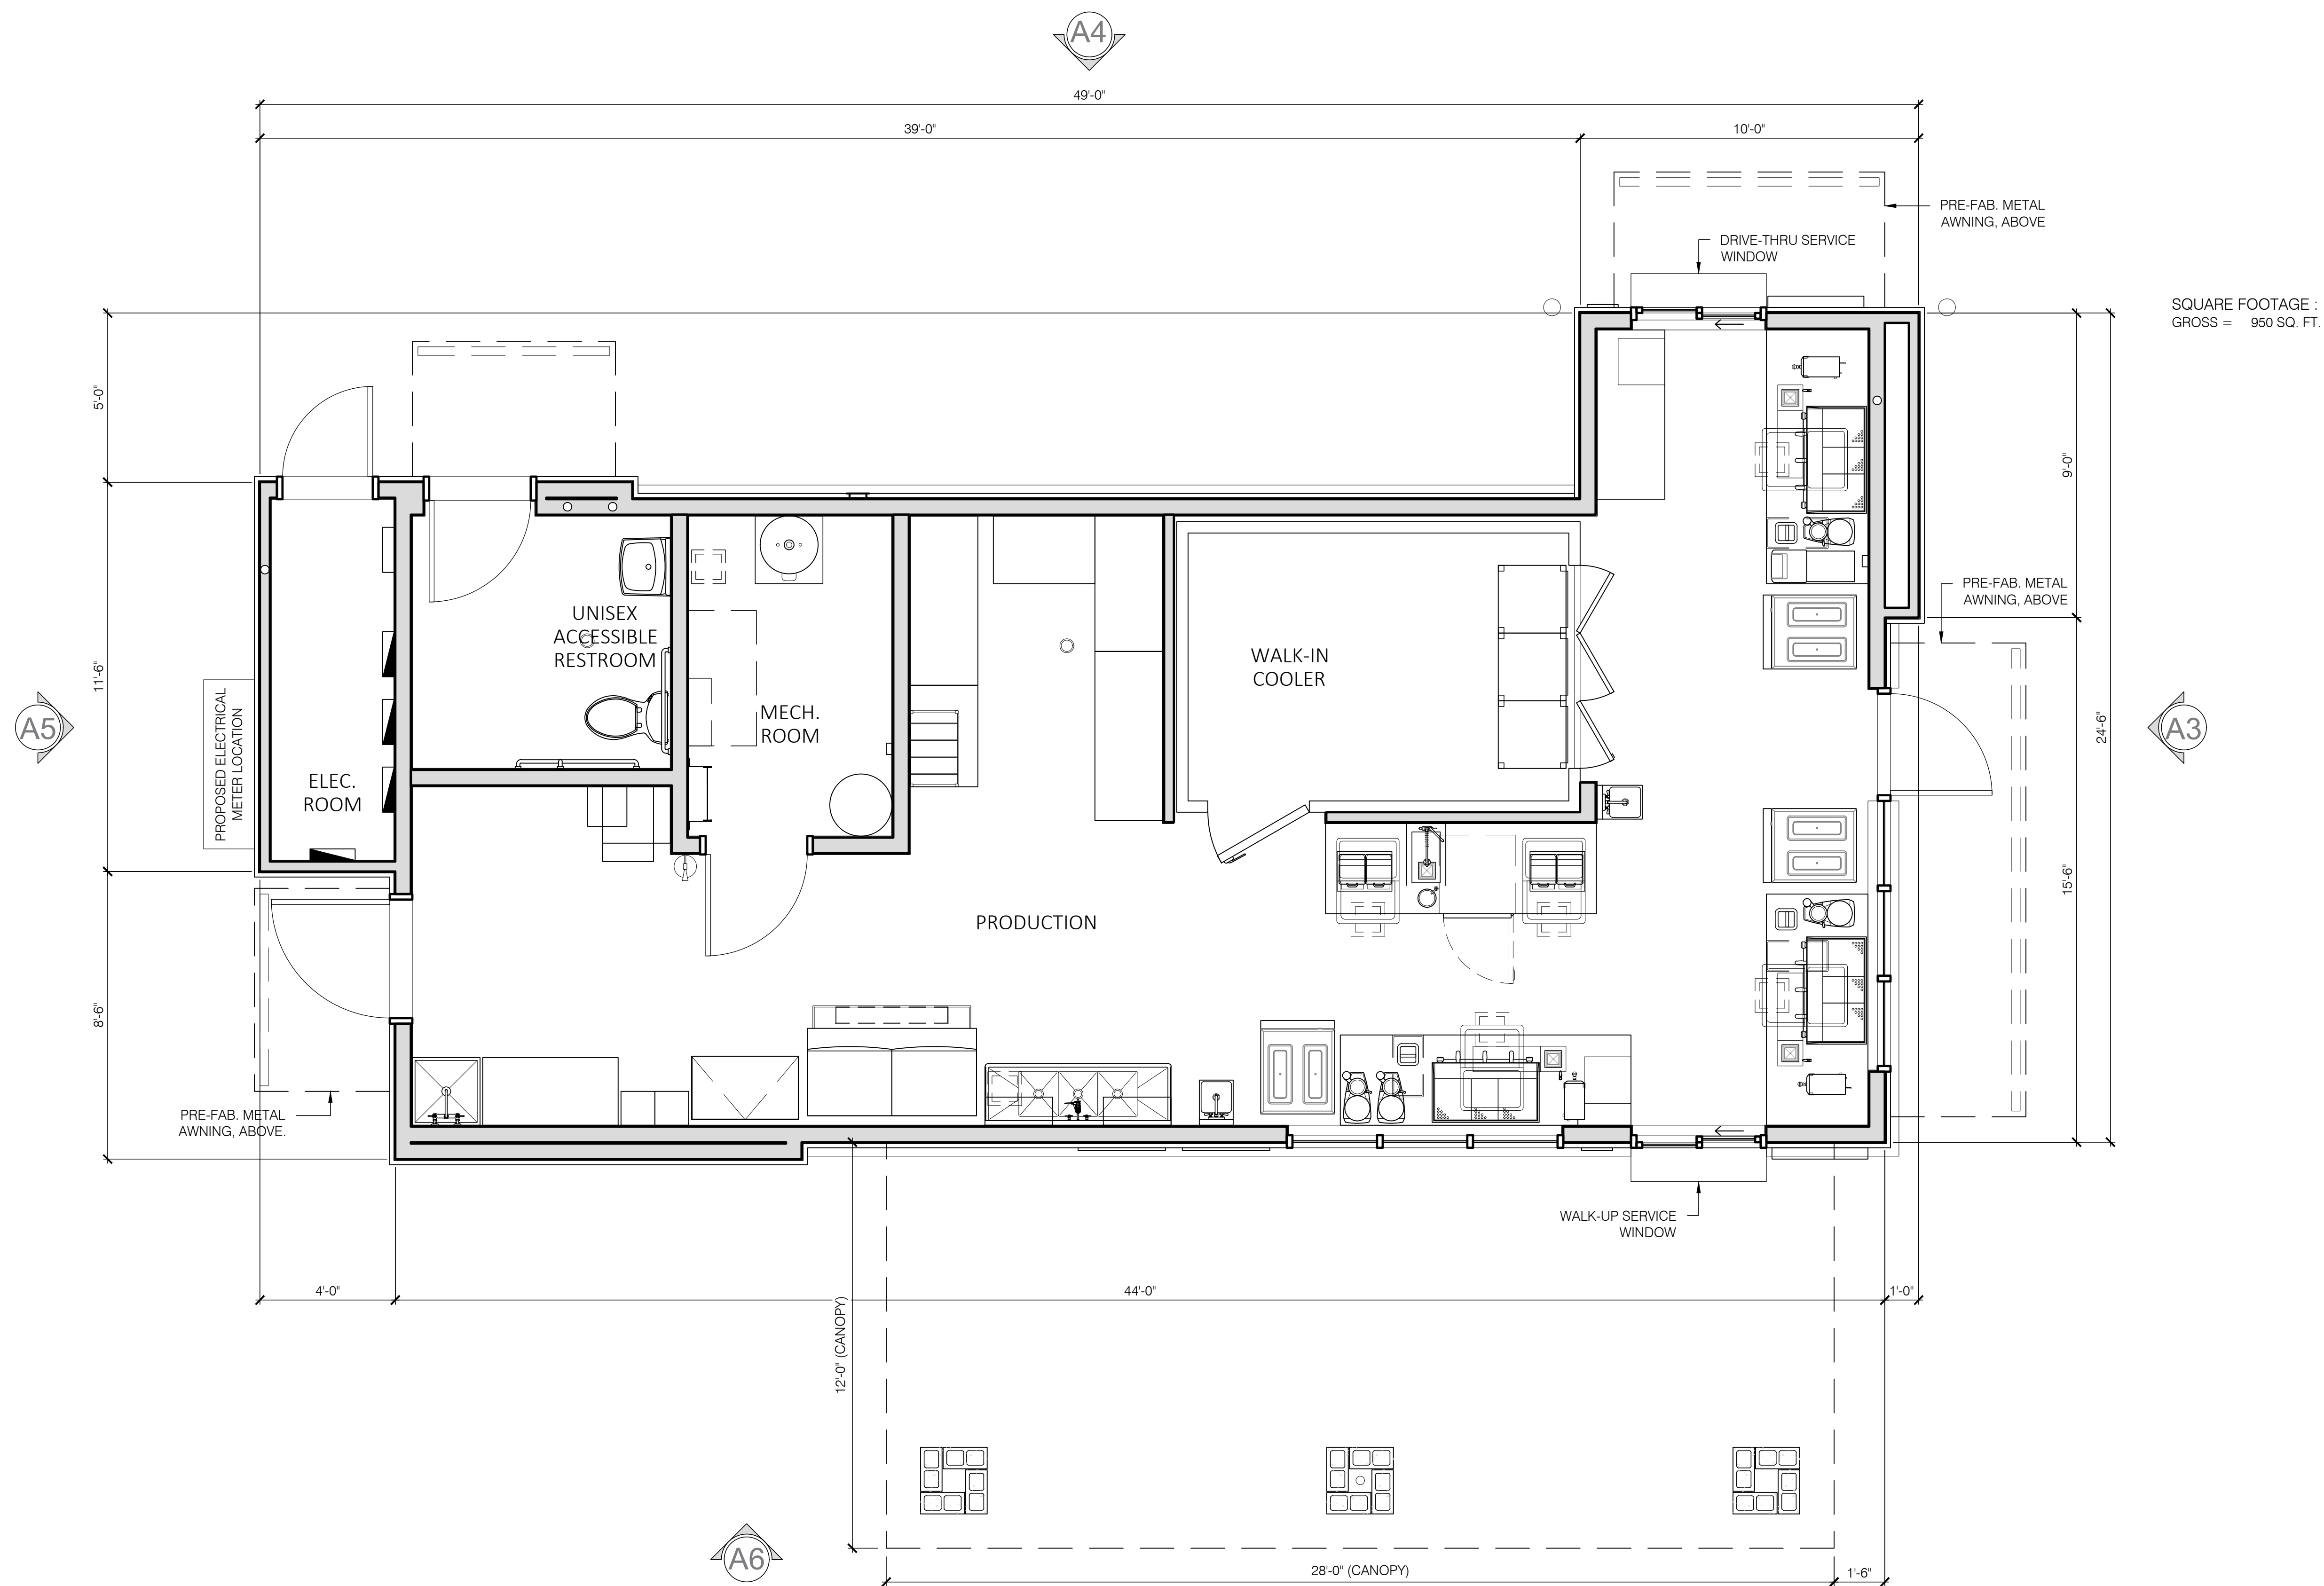 A4
49'-0"
39'-0"
10'-0"
PRE-FAB. METAL
AWNING, ABOVE
DRIVE-THRU SERVICE
WINDOW
SQUARE FOOTAGE :
GROSS = 950 SQ. FT.
5'-0"
9'-0"
PRE-FAB. METAL
AWNING, ABOVE
UNISEX
ACCESSIBLE
RESTROOM
WALK-IN
COOLER
11'-6"
MECH.
ROOM
A5
A3
24'-6"
PROPOSED ELECTRICAL
METER LOCATION
ELEC.
ROOM
15'-6"
PRODUCTION
8'-6"
PRE-FAB. METAL
AWNING, ABOVE.
WALK-UP SERVICE
WINDOW
4'-0"
44'-0"
1'-0"
12'-0" (CANOPY)
A6
28'-0" (CANOPY)
1'-6"